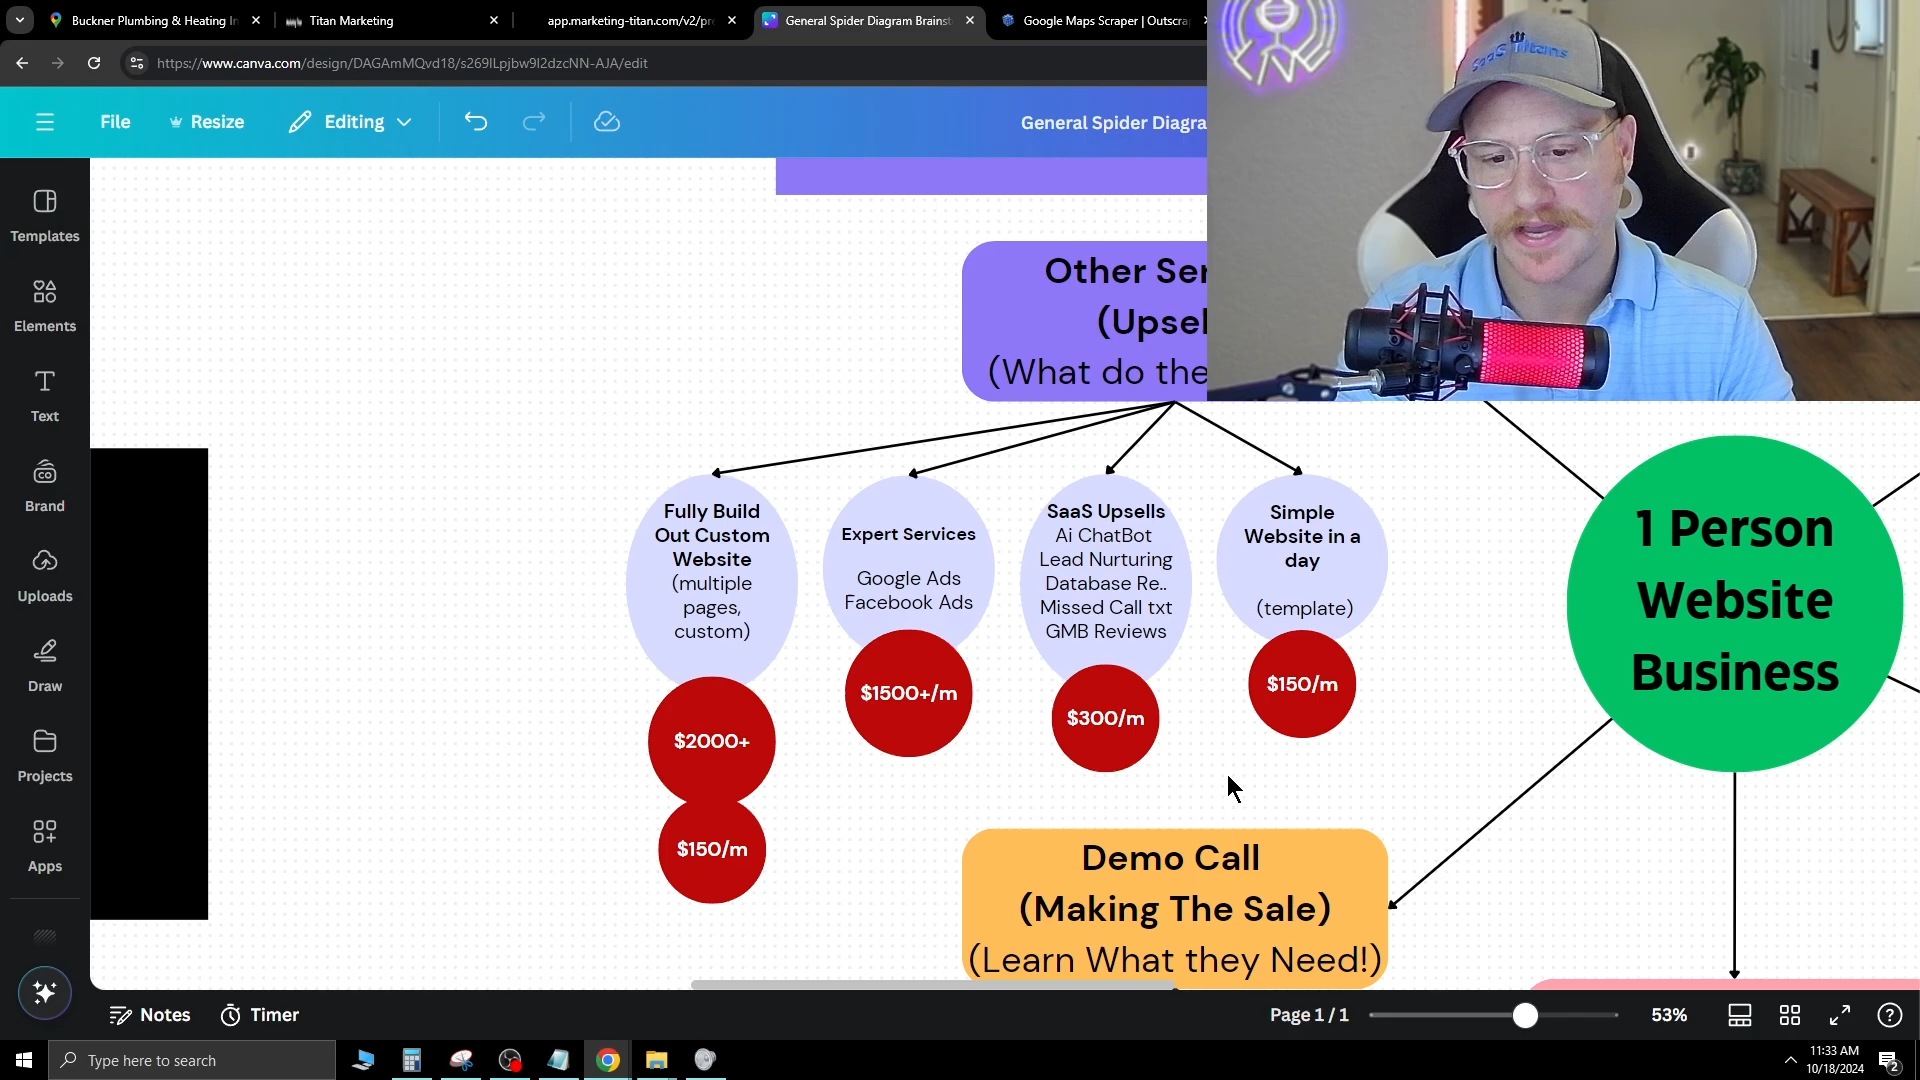 Buckner Plumbing & Heating In
Titan Marketing
app.marketing-titan.com/v2/pr
General Spider Diagram Brainst
Google Maps Scraper | Outscra
https://www.canva.com/design/DAGAmMQvd18/s269lLpjbw9l2dzcNN-AJA/edit
File
Resize
Editing
General Spider Diagra
SaaS Titans
Templates
Elements
Text
Brand
Uploads
Draw
Projects
Apps
Other Ser
(Upsel
(What do the
Fully Build
Out Custom
Website
(multiple
pages,
custom)
$2000+
$150/m
Expert Services
Google Ads
Facebook Ads
$1500+/m
SaaS Upsells
Ai ChatBot
Lead Nurturing
Database Re..
Missed Call txt
GMB Reviews
$300/m
Simple
Website in a
day
(template)
$150/m
1 Person
Website
Business
Demo Call
(Making The Sale)
(Learn What they Need!)
Notes
Timer
Page 1 / 1
53%
Type here to search
11:33 AM
10/18/2024
2